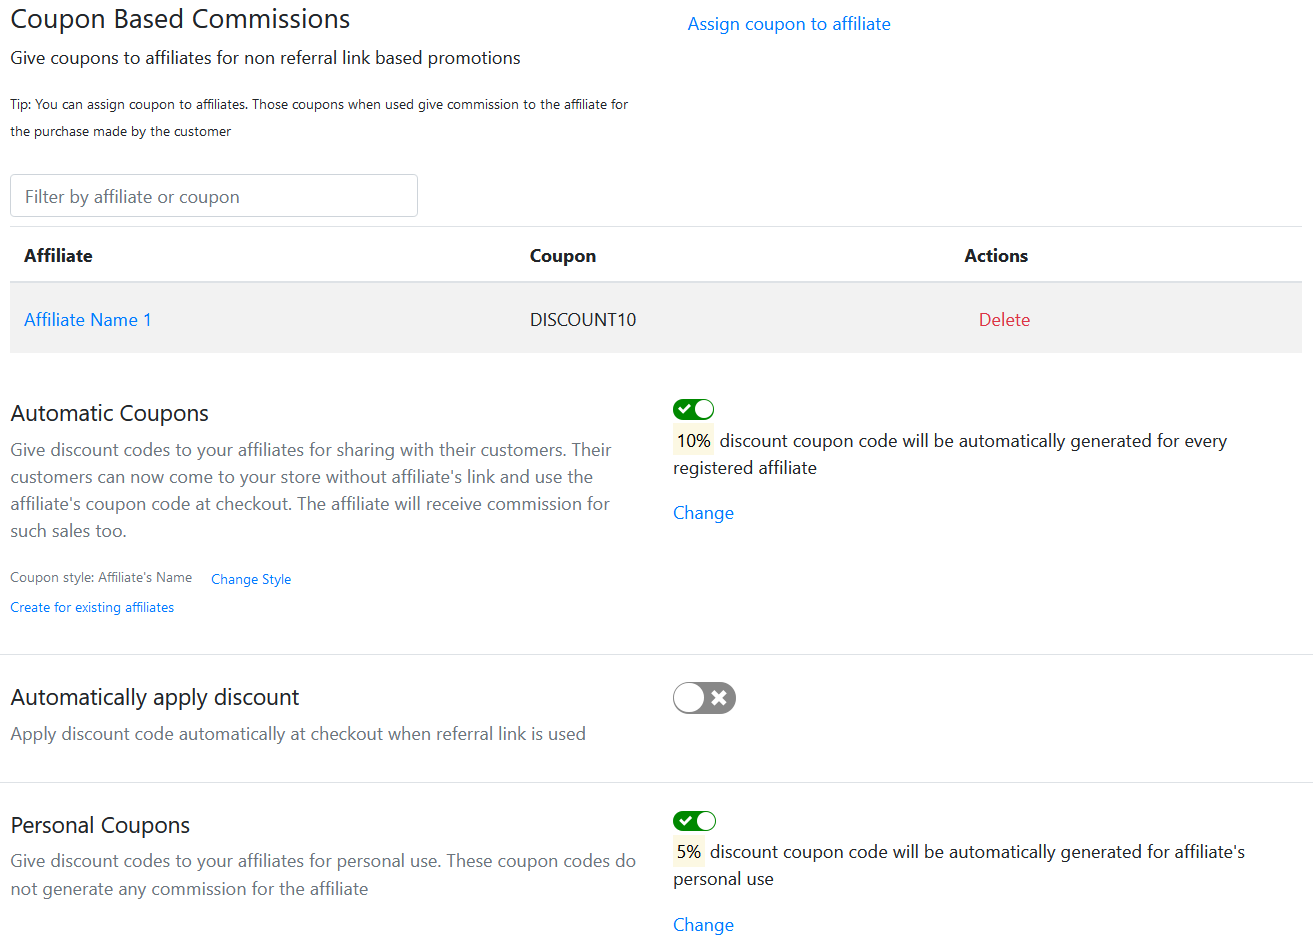 Coupon Based Commissions
Assign coupon to affiliate
Give coupons to affiliates for non referral link based promotions
Tip: You can assign coupon to affiliates. Those coupons when used give commission to the affiliate for
the purchase made by the customer
Filter by affiliate or coupon
Affiliate Coupon Actions
Affiliate Name 1 DISCOUNT10 Delete
Automatic Coupons
Give discount codes to your affiliates for sharing with their customers. Their
customers can now come to your store without affiliate's link and use the
affiliate's coupon code at checkout. The affiliate will receive commission for
such sales too.
Coupon style: Affiliate's Name Change Style
Create for existing affiliates
10% discount coupon code will be automatically generated for every
registered affiliate
Change
Automatically apply discount
Apply discount code automatically at checkout when referral link is used
Personal Coupons
Give discount codes to your affiliates for personal use. These coupon codes do
not generate any commission for the affiliate
5% discount coupon code will be automatically generated for affiliate's
personal use
Change